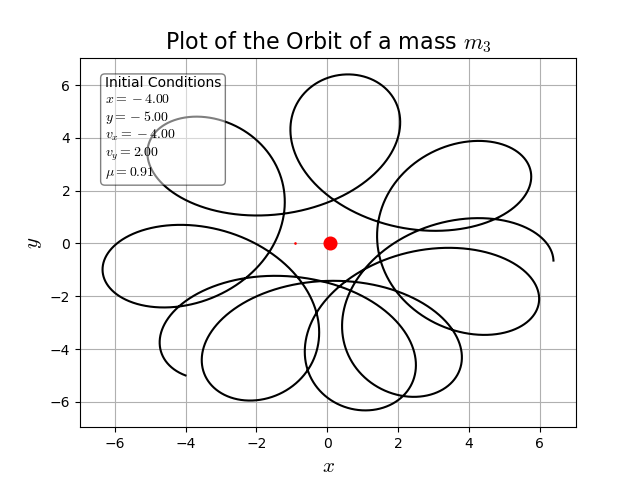 Plot of the Orbit of a mass m₃
Initial Conditions
x = −4.00
y = −5.00
vₓ = −4.00
v_y = 2.00
μ = 0.91
6
4
2
0
−2
−4
−6
y
−6 −4 −2 0 2 4 6
x